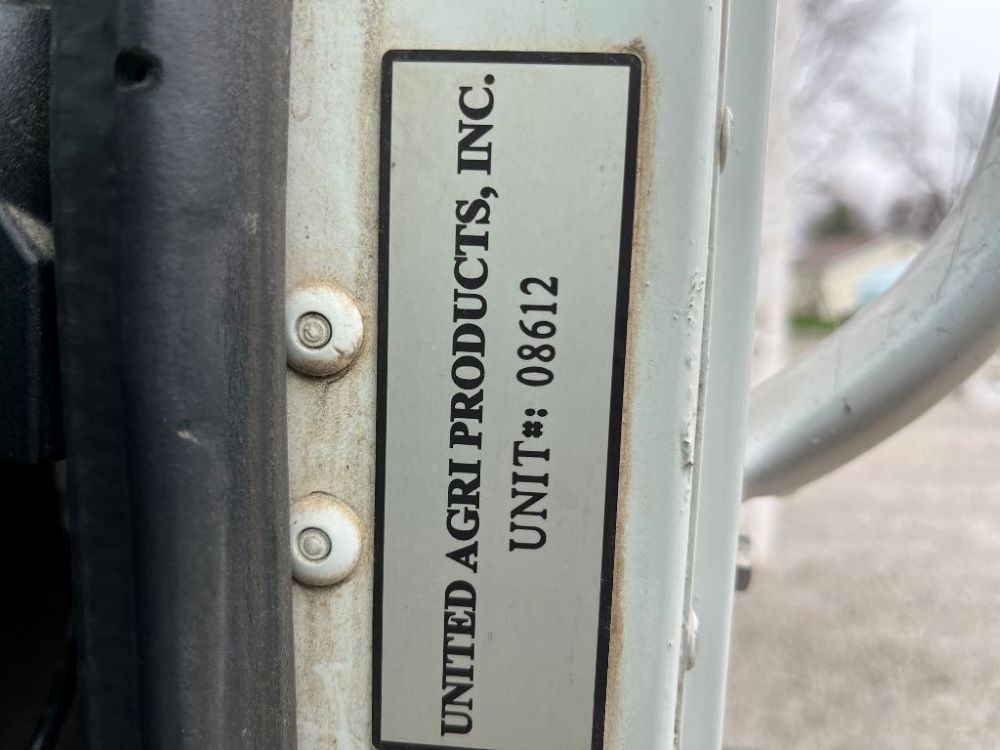 UNITED AGRI PRODUCTS, INC.
UNIT#: 08612